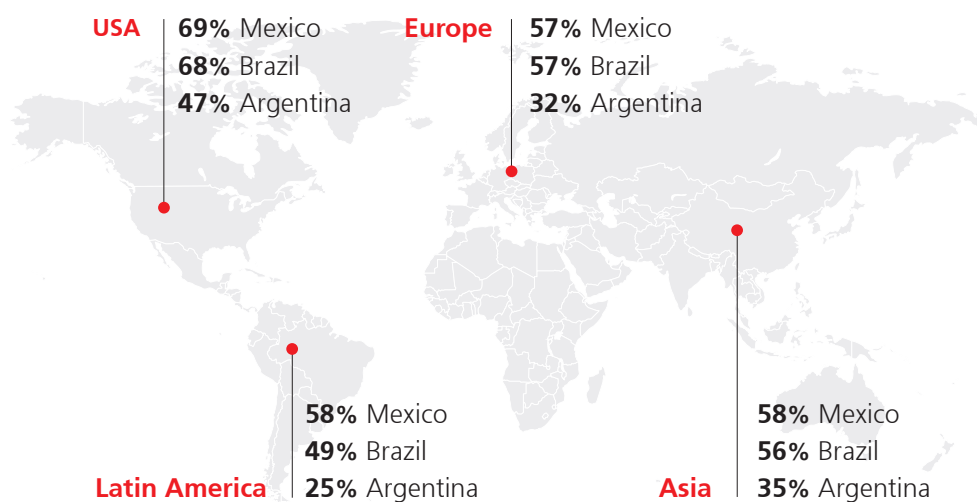 USA
69% Mexico
68% Brazil
47% Argentina
Europe
57% Mexico
57% Brazil
32% Argentina
Latin America
58% Mexico
49% Brazil
25% Argentina
Asia
58% Mexico
56% Brazil
35% Argentina